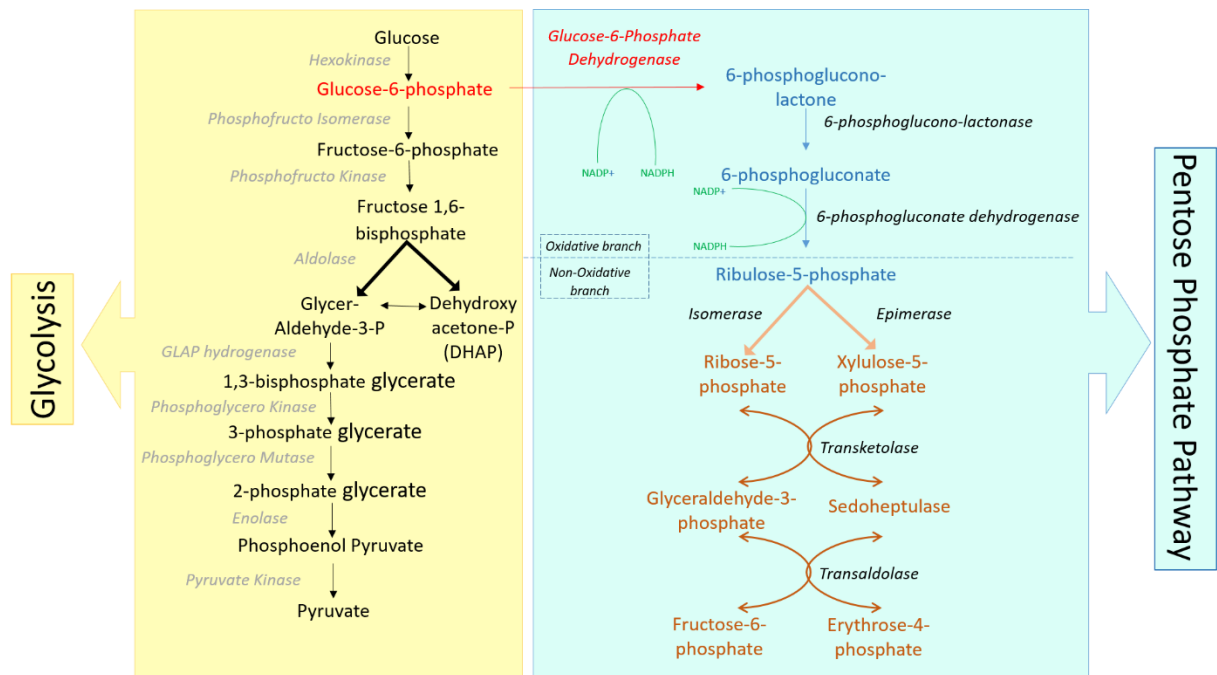 Glycolysis
Glucose
Hexokinase
Glucose-6-phosphate
Phosphofructo Isomerase
Fructose-6-phosphate
Phosphofructo Kinase
Fructose 1,6-
bisphosphate
Aldolase
Glycer-
Aldehyde-3-P
Dehydroxy
acetone-P
(DHAP)
GLAP hydrogenase
1,3-bisphosphate glycerate
Phosphoglycero Kinase
3-phosphate glycerate
Phosphoglycero Mutase
2-phosphate glycerate
Enolase
Phosphoenol Pyruvate
Pyruvate Kinase
Pyruvate
Glucose-6-Phosphate
Dehydrogenase
NADP+
NADPH
6-phosphoglucono-
lactone
6-phosphoglucono-lactonase
6-phosphogluconate
NADP+
6-phosphogluconate dehydrogenase
NADPH
Oxidative branch
Non-Oxidative
branch
Ribulose-5-phosphate
Isomerase
Epimerase
Ribose-5-
phosphate
Xylulose-5-
phosphate
Transketolase
Glyceraldehyde-3-
phosphate
Sedoheptulase
Transaldolase
Fructose-6-
phosphate
Erythrose-4-
phosphate
Pentose Phosphate Pathway